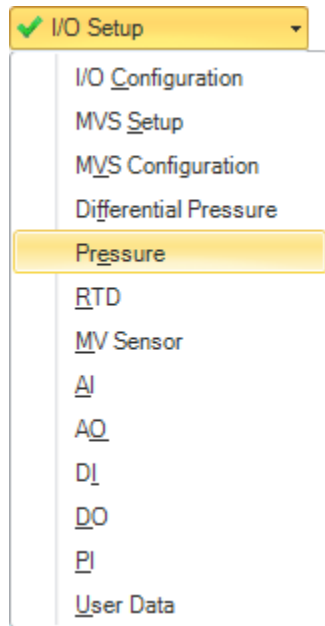 I/O Setup
I/O Configuration
MVS Setup
MVS Configuration
Differential Pressure
Pressure
RTD
MV Sensor
AI
AO
DI
DO
PI
User Data